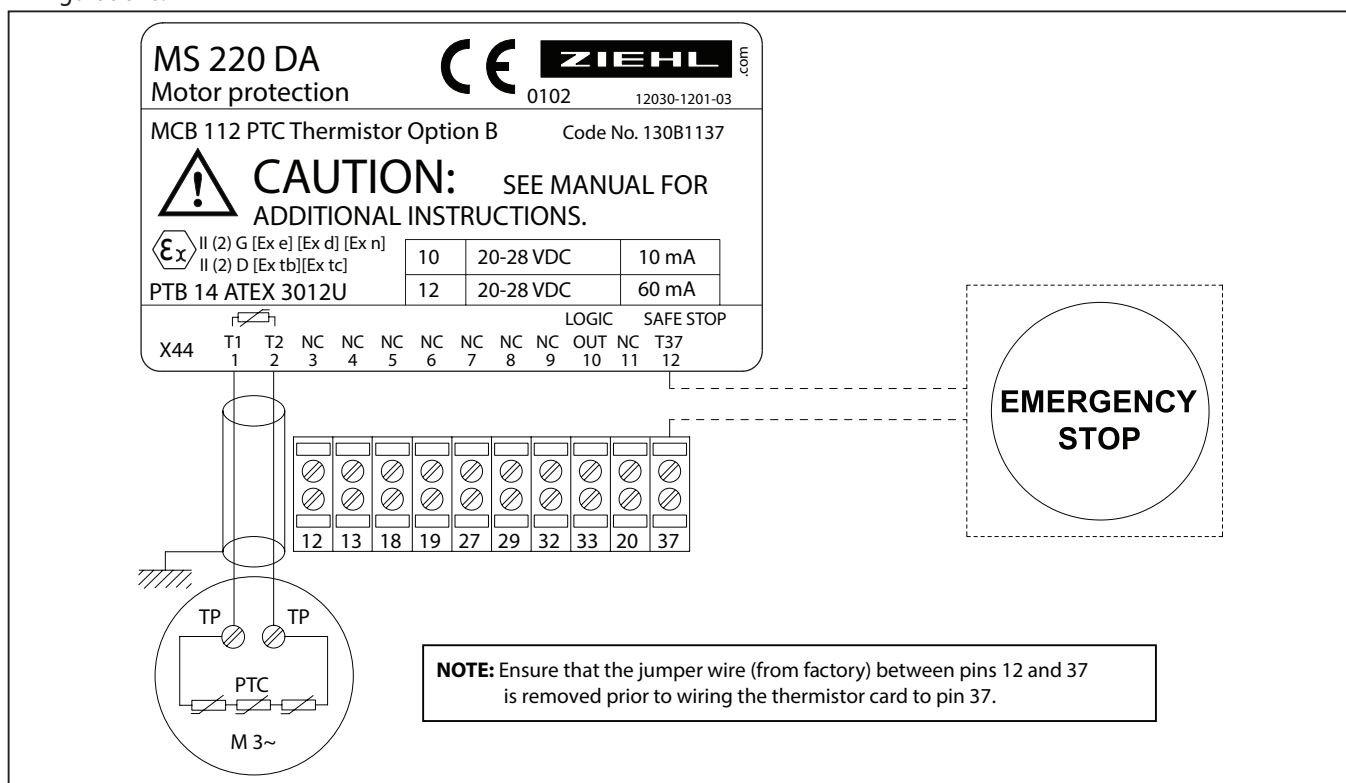 MS 220 DA
Motor protection
CE
0102
ZIEHL
.com
12030-1201-03
MCB 112 PTC Thermistor Option B Code No. 130B1137
CAUTION: SEE MANUAL FOR
ADDITIONAL INSTRUCTIONS.
Ex II (2) G [Ex e] [Ex d] [Ex n]
II (2) D [Ex tb][Ex tc]
PTB 14 ATEX 3012U
10 20-28 VDC 10 mA
12 20-28 VDC 60 mA
LOGIC SAFE STOP
X44 T1 T2 NC NC NC NC NC NC NC OUT NC T37
1 2 3 4 5 6 7 8 9 10 11 12
EMERGENCY
STOP
12 13 18 19 27 29 32 33 20 37
TP TP
PTC
M 3~
NOTE: Ensure that the jumper wire (from factory) between pins 12 and 37
is removed prior to wiring the thermistor card to pin 37.